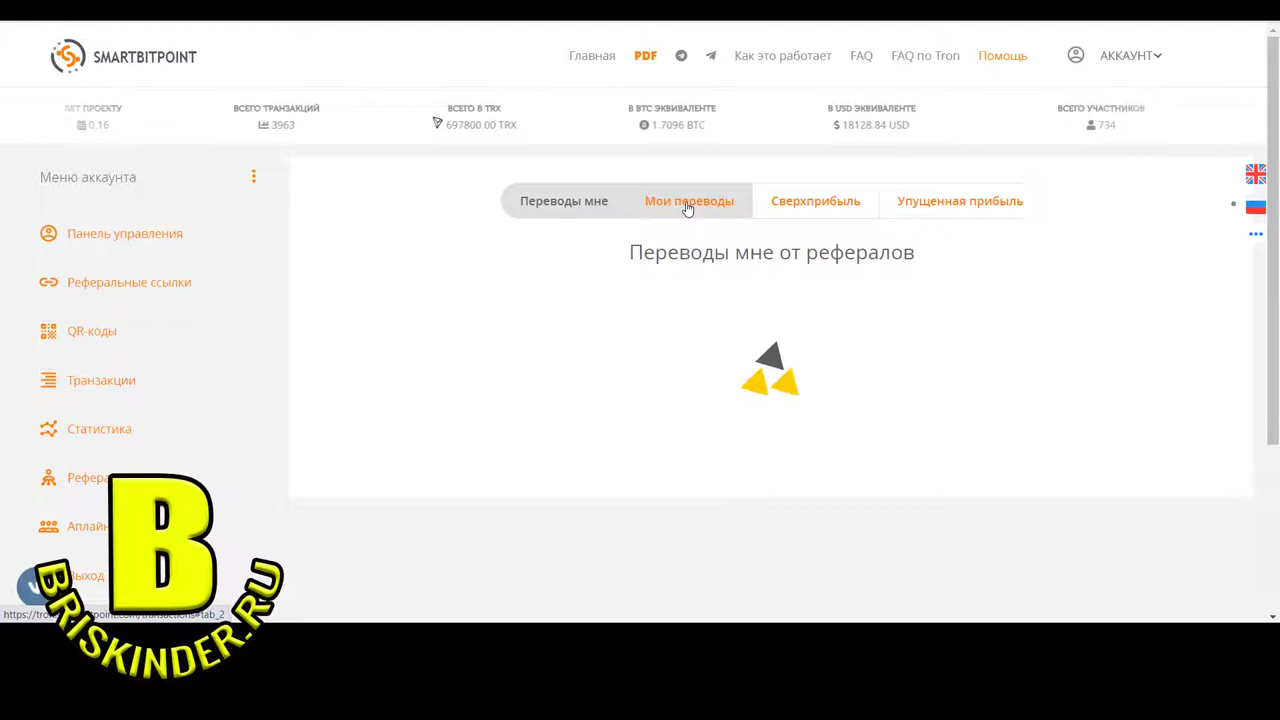 SMARTBITPOINT
Главная PDF Как это работает FAQ FAQ по Tron Помощь АККАУНТ
ЛЕТ ПРОЕКТУ ВСЕГО ТРАНЗАКЦИЙ ВСЕГО В TRX В BTC ЭКВИВАЛЕНТЕ В USD ЭКВИВАЛЕНТЕ ВСЕГО УЧАСТНИКОВ
0,16 3963 697800.00 TRX 1.7096 BTC $ 18128.84 USD 734
Меню аккаунта
Переводы мне Мои переводы Сверхприбыль Упущенная прибыль
Панель управления
Переводы мне от рефералов
Реферальные ссылки
QR-коды
Транзакции
Статистика
Рефера
Аплайн
Выход
B
BRISKINDER.RU